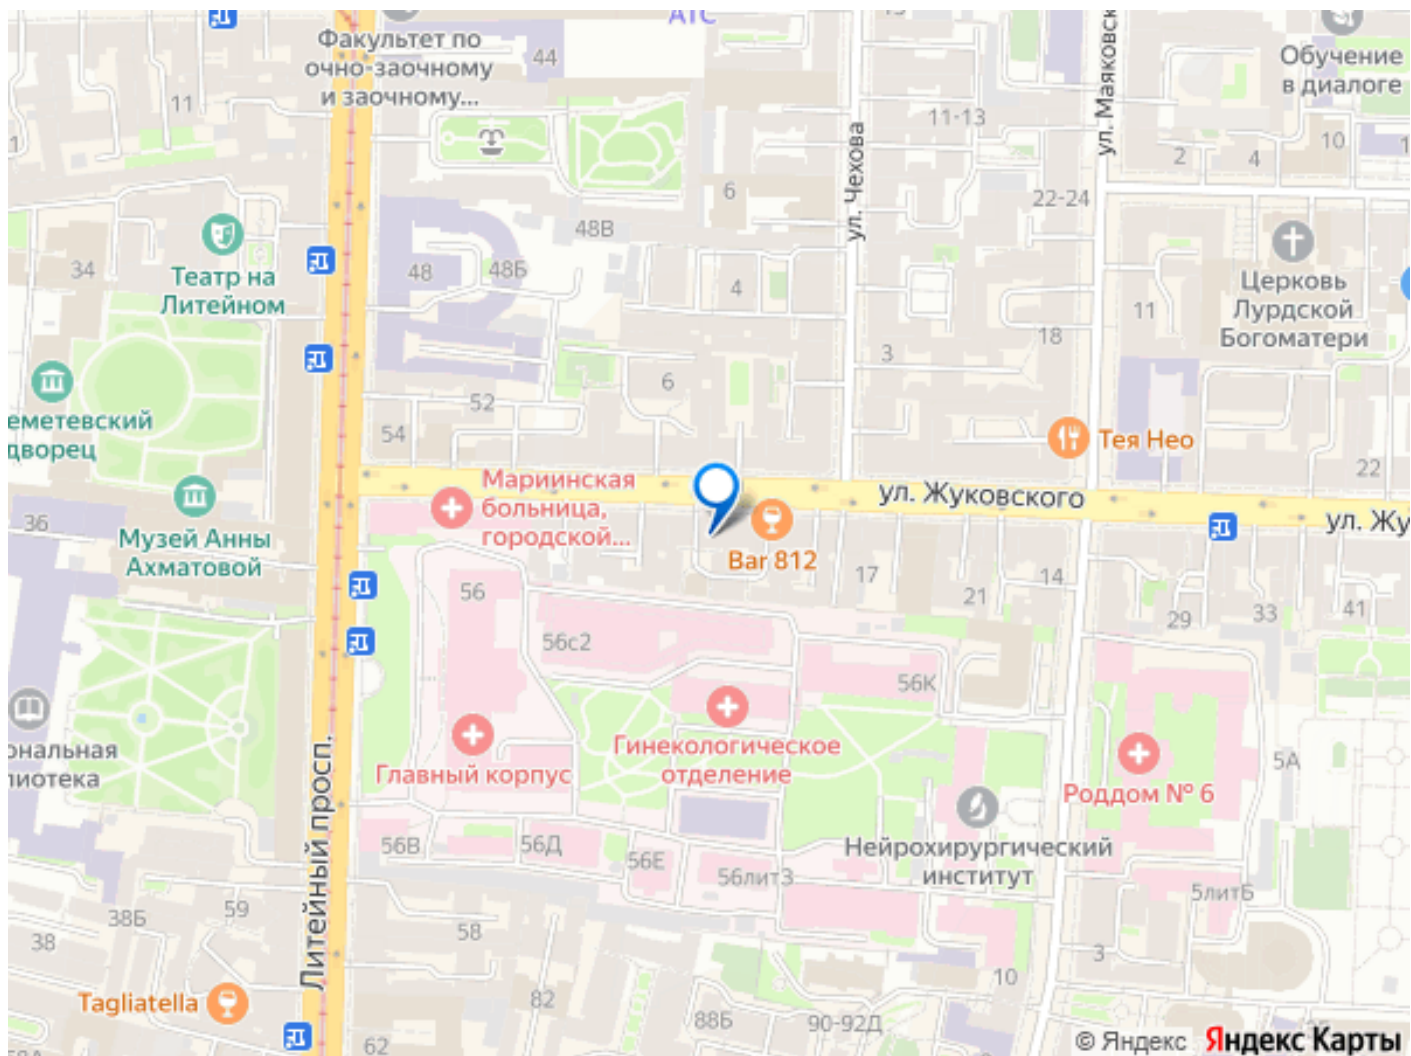 АТС
Факультет по
очно-заочному
и заочному...
44
11
Обучение
в диалоге
11-13
ул. Маяковск
10
2
4
ул. Чехова
6
22-24
48В
Театр на
Литейном
34
48
48Б
4
Церковь
Лурдской
Богоматери
11
18
3
6
еметевский
дворец
52
54
Тея Нео
22
Мариинская
больница,
городской...
ул. Жуковского
ул. Жу
36
Музей Анны
Ахматовой
Bar 812
17
14
21
56
29
33
41
56с2
56К
Гинекологическое
отделение
Главный корпус
Роддом № 6
5А
ональная
лиотека
Литейный просп.
56В
56Д
56Е
56лит3
Нейрохирургический
институт
5литБ
59
38Б
38
58
3
10
82
Tagliatella
88Б
90-92Д
62
© Яндекс
Яндекс Карты